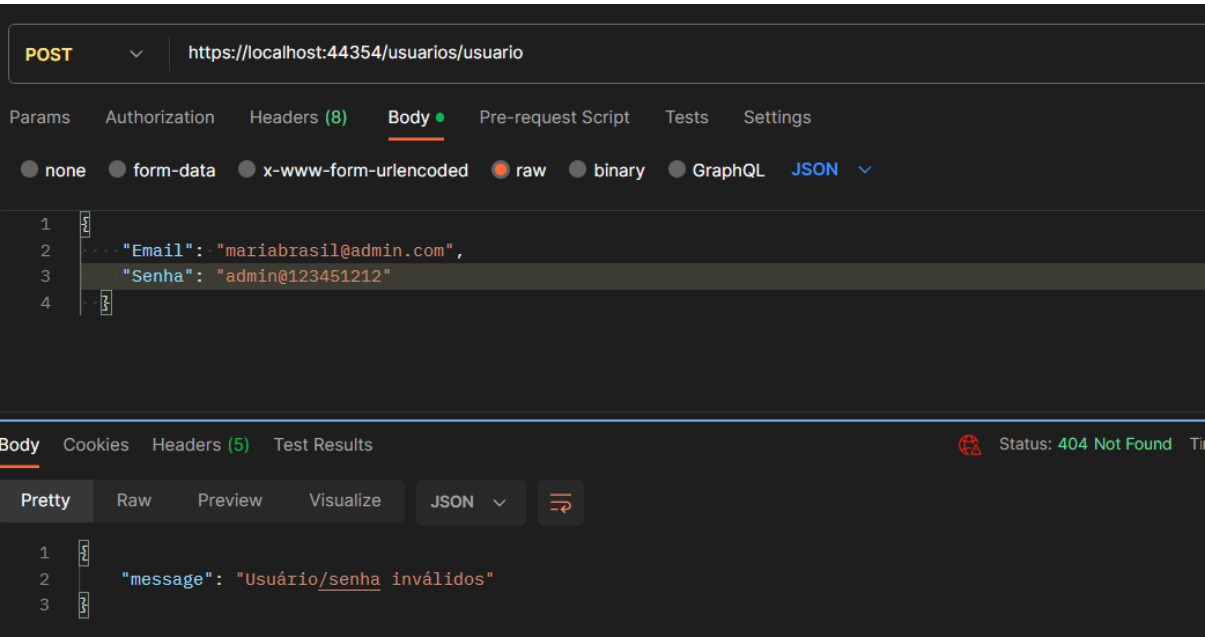 POST https://localhost:44354/usuarios/usuario
Params Authorization Headers (8) Body Pre-request Script Tests Settings
none form-data x-www-form-urlencoded raw binary GraphQL JSON
1 {
2 "Email": "mariabrasil@admin.com",
3 "Senha": "admin@123451212"
4 }
Body Cookies Headers (5) Test Results Status: 404 Not Found
Pretty Raw Preview Visualize JSON
1 {
2 "message": "Usuário/senha inválidos"
3 }